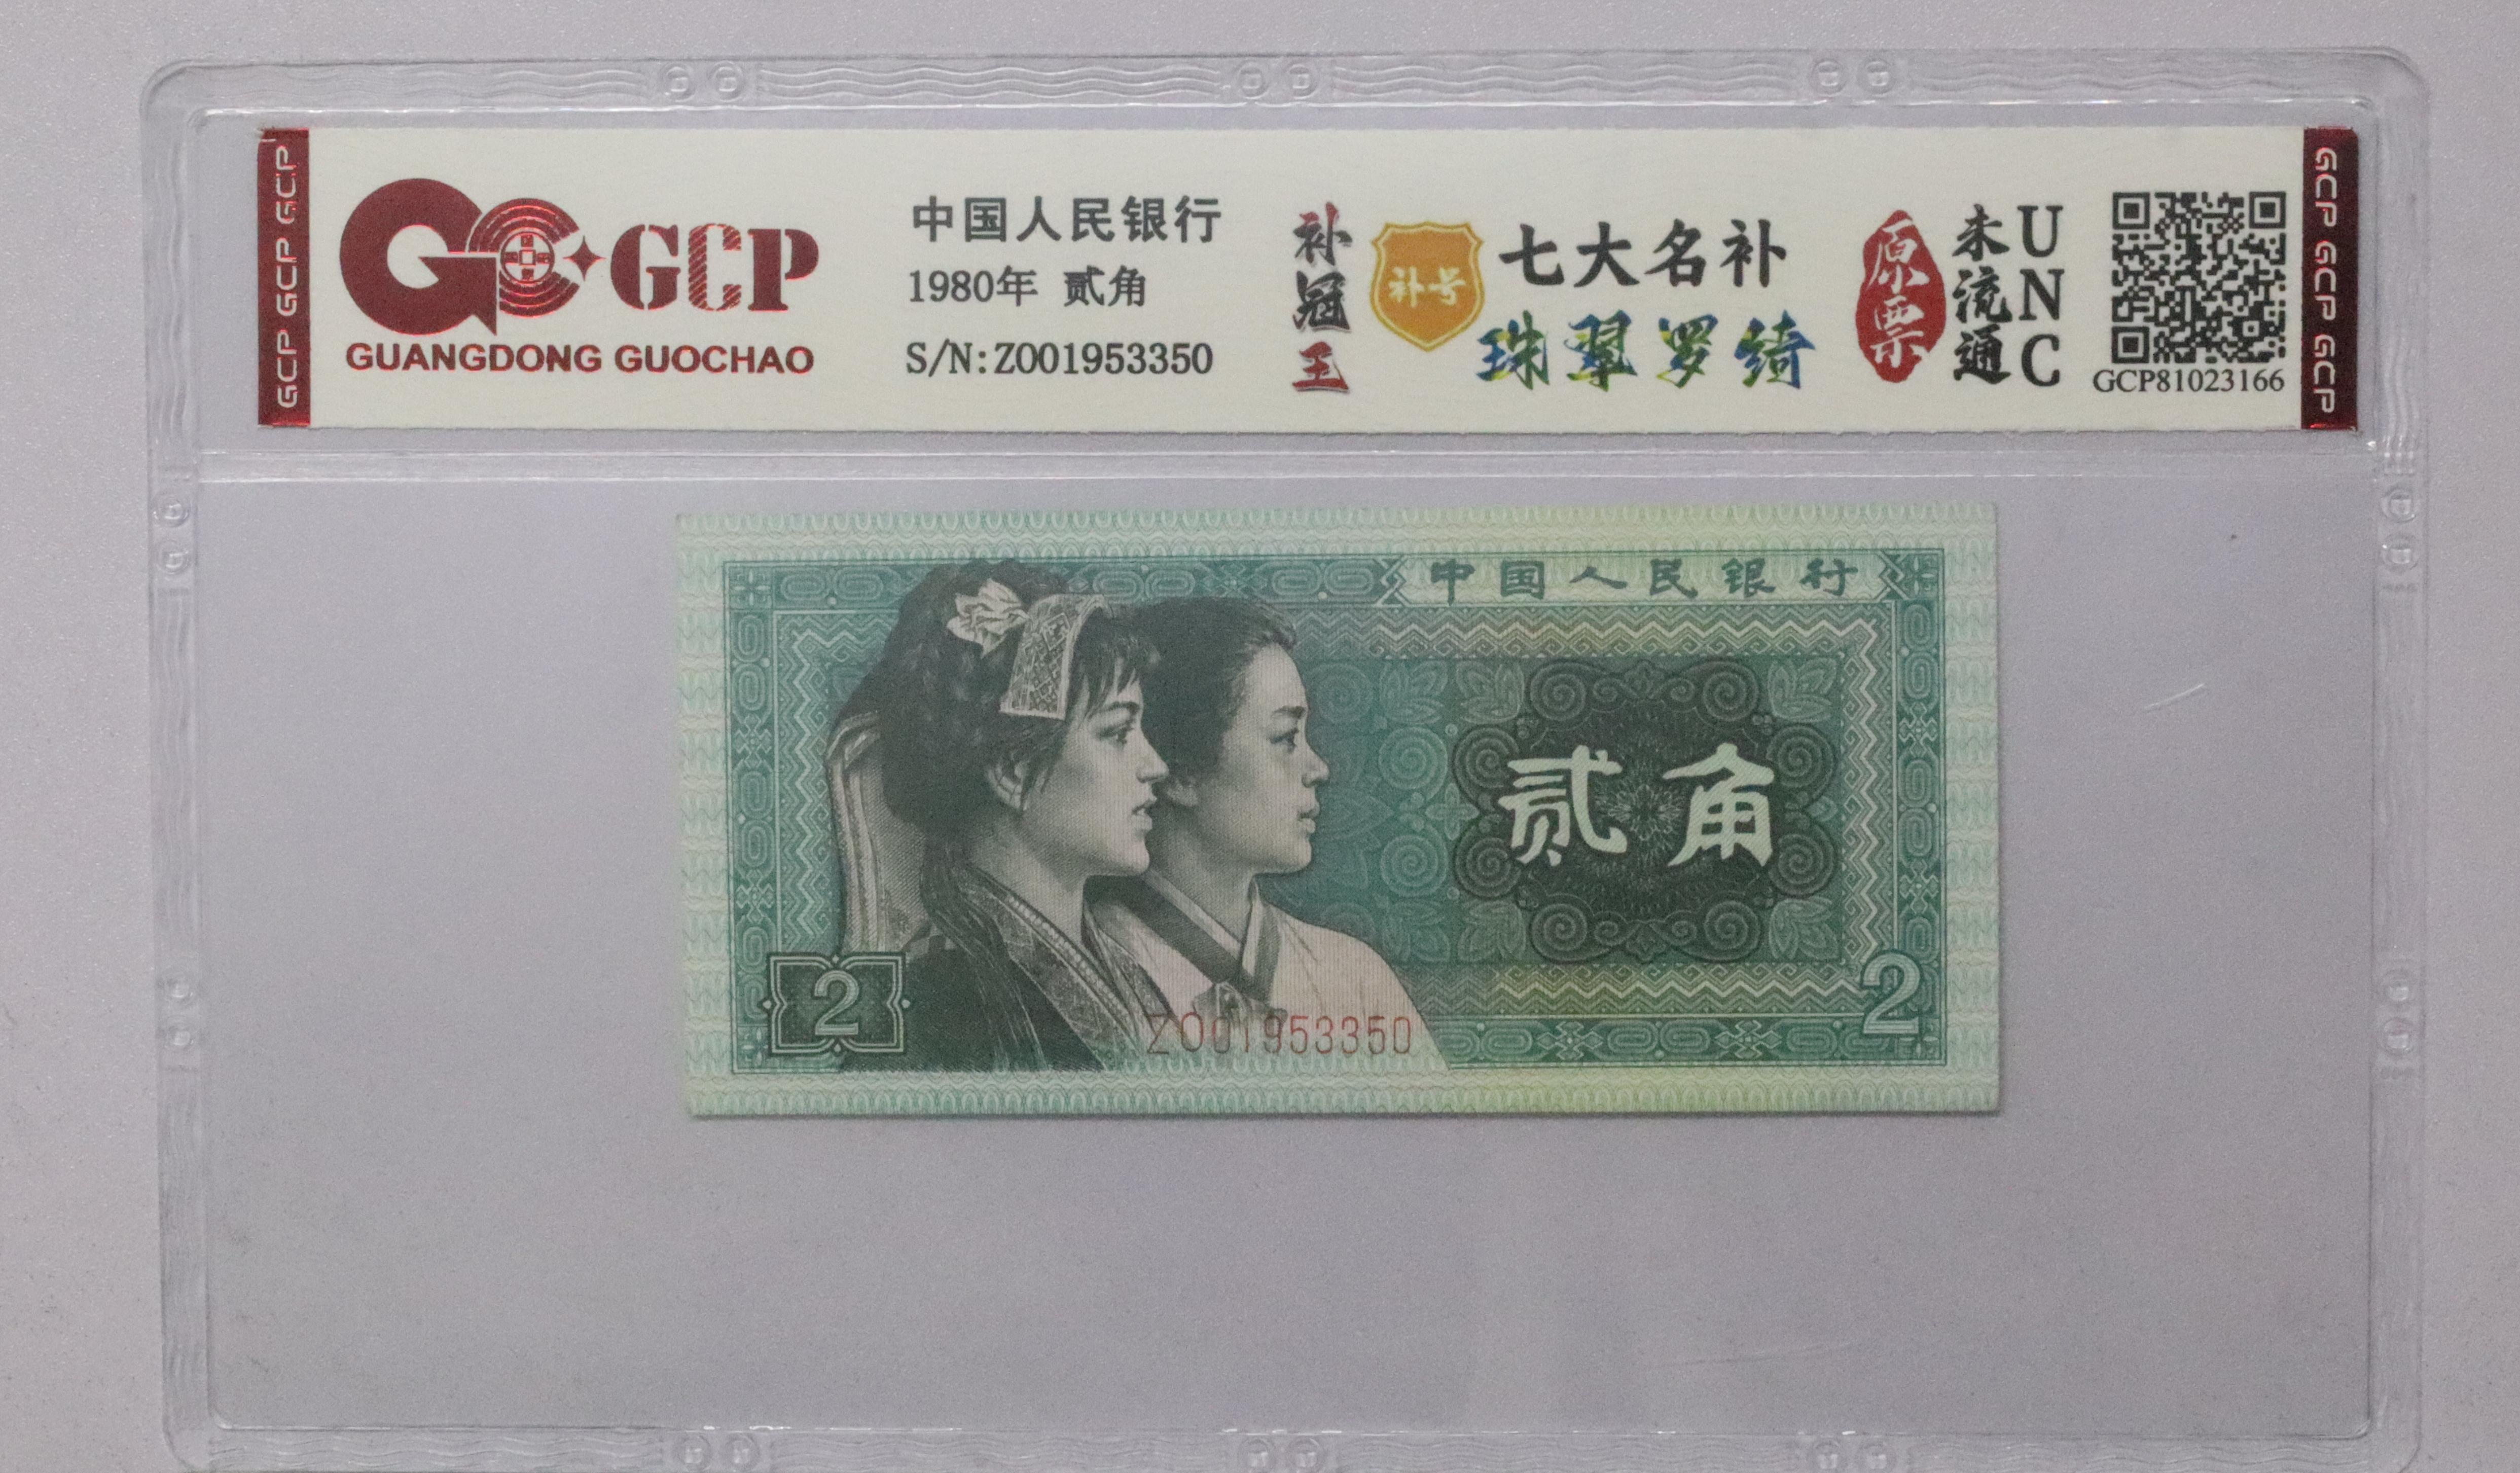 GCP GCP GCP
GCP
GUANGDONG GUOCHAO
中国人民银行
1980年 贰角
S/N:ZO01953350
补冠王
补号
七大名补
珠翠罗绮
原票
未流通
UNC
GCP81023166
GCP GCP GCP
中国人民银行
贰角
2
2
ZO01953350